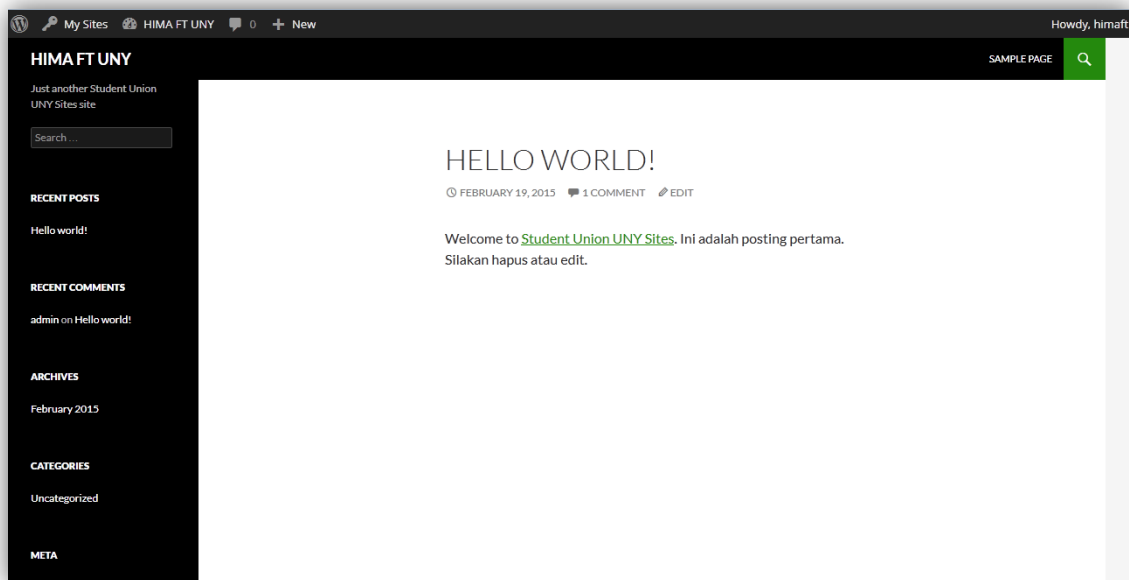 My Sites HIMA FT UNY 0 New Howdy, himaft
HIMA FT UNY
SAMPLE PAGE
Just another Student Union
UNY Sites site
Search ...
RECENT POSTS
Hello world!
RECENT COMMENTS
admin on Hello world!
ARCHIVES
February 2015
CATEGORIES
Uncategorized
META
HELLO WORLD!
FEBRUARY 19, 2015 1 COMMENT EDIT
Welcome to Student Union UNY Sites. Ini adalah posting pertama.
Silakan hapus atau edit.